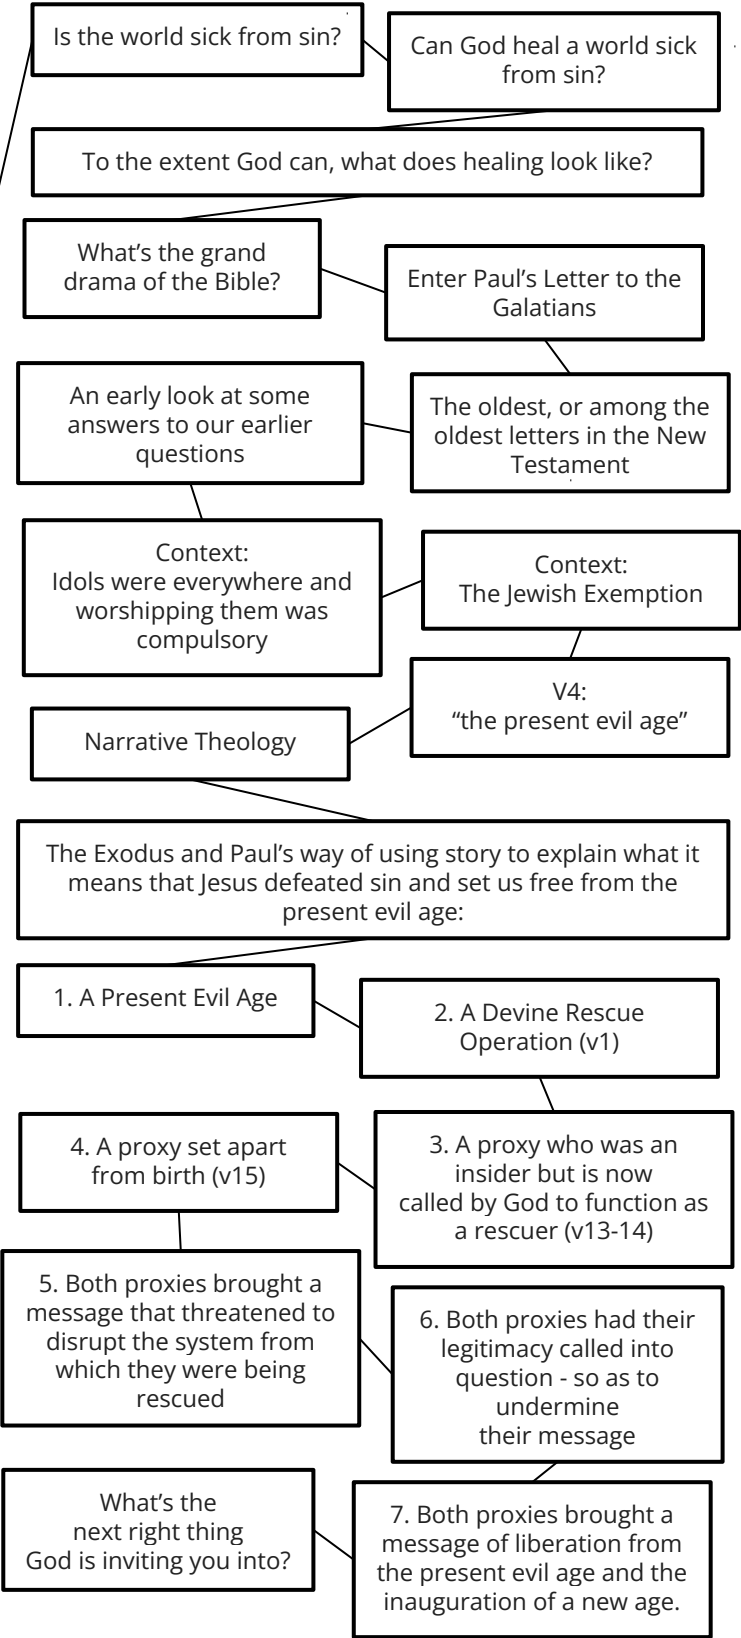 Is the world sick from sin?
Can God heal a world sick
from sin?
To the extent God can, what does healing look like?
What's the grand
drama of the Bible?
Enter Paul's Letter to the
Galatians
The oldest, or among the
oldest letters in the New
Testament
An early look at some
answers to our earlier
questions
Context:
Idols were everywhere and
worshipping them was
compulsory
Context:
The Jewish Exemption
V4:
“the present evil age”
Narrative Theology
The Exodus and Paul's way of using story to explain what it
means that Jesus defeated sin and set us free from the
present evil age:
1. A Present Evil Age
2. A Devine Rescue
Operation (v1)
3. A proxy who was an
insider but is now
called by God to function as
a rescuer (v13-14)
4. A proxy set apart
from birth (v15)
5. Both proxies brought a
message that threatened to
disrupt the system from
which they were being
rescued
6. Both proxies had their
legitimacy called into
question - so as to
undermine
their message
7. Both proxies brought a
message of liberation from
the present evil age and the
inauguration of a new age.
What's the
next right thing
God is inviting you into?